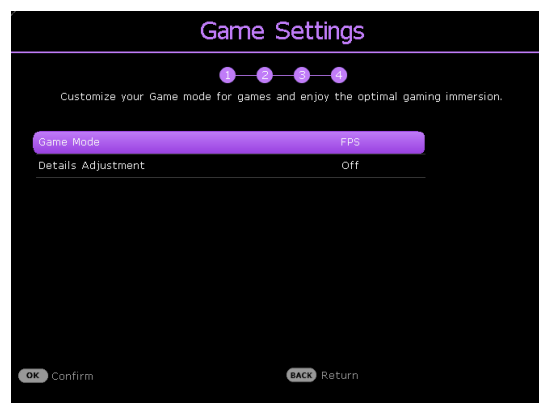 Game Settings
1 2 3 4
Customize your Game mode for games and enjoy the optimal gaming immersion.
Game Mode FPS
Details Adjustment Off
OK Confirm BACK Return